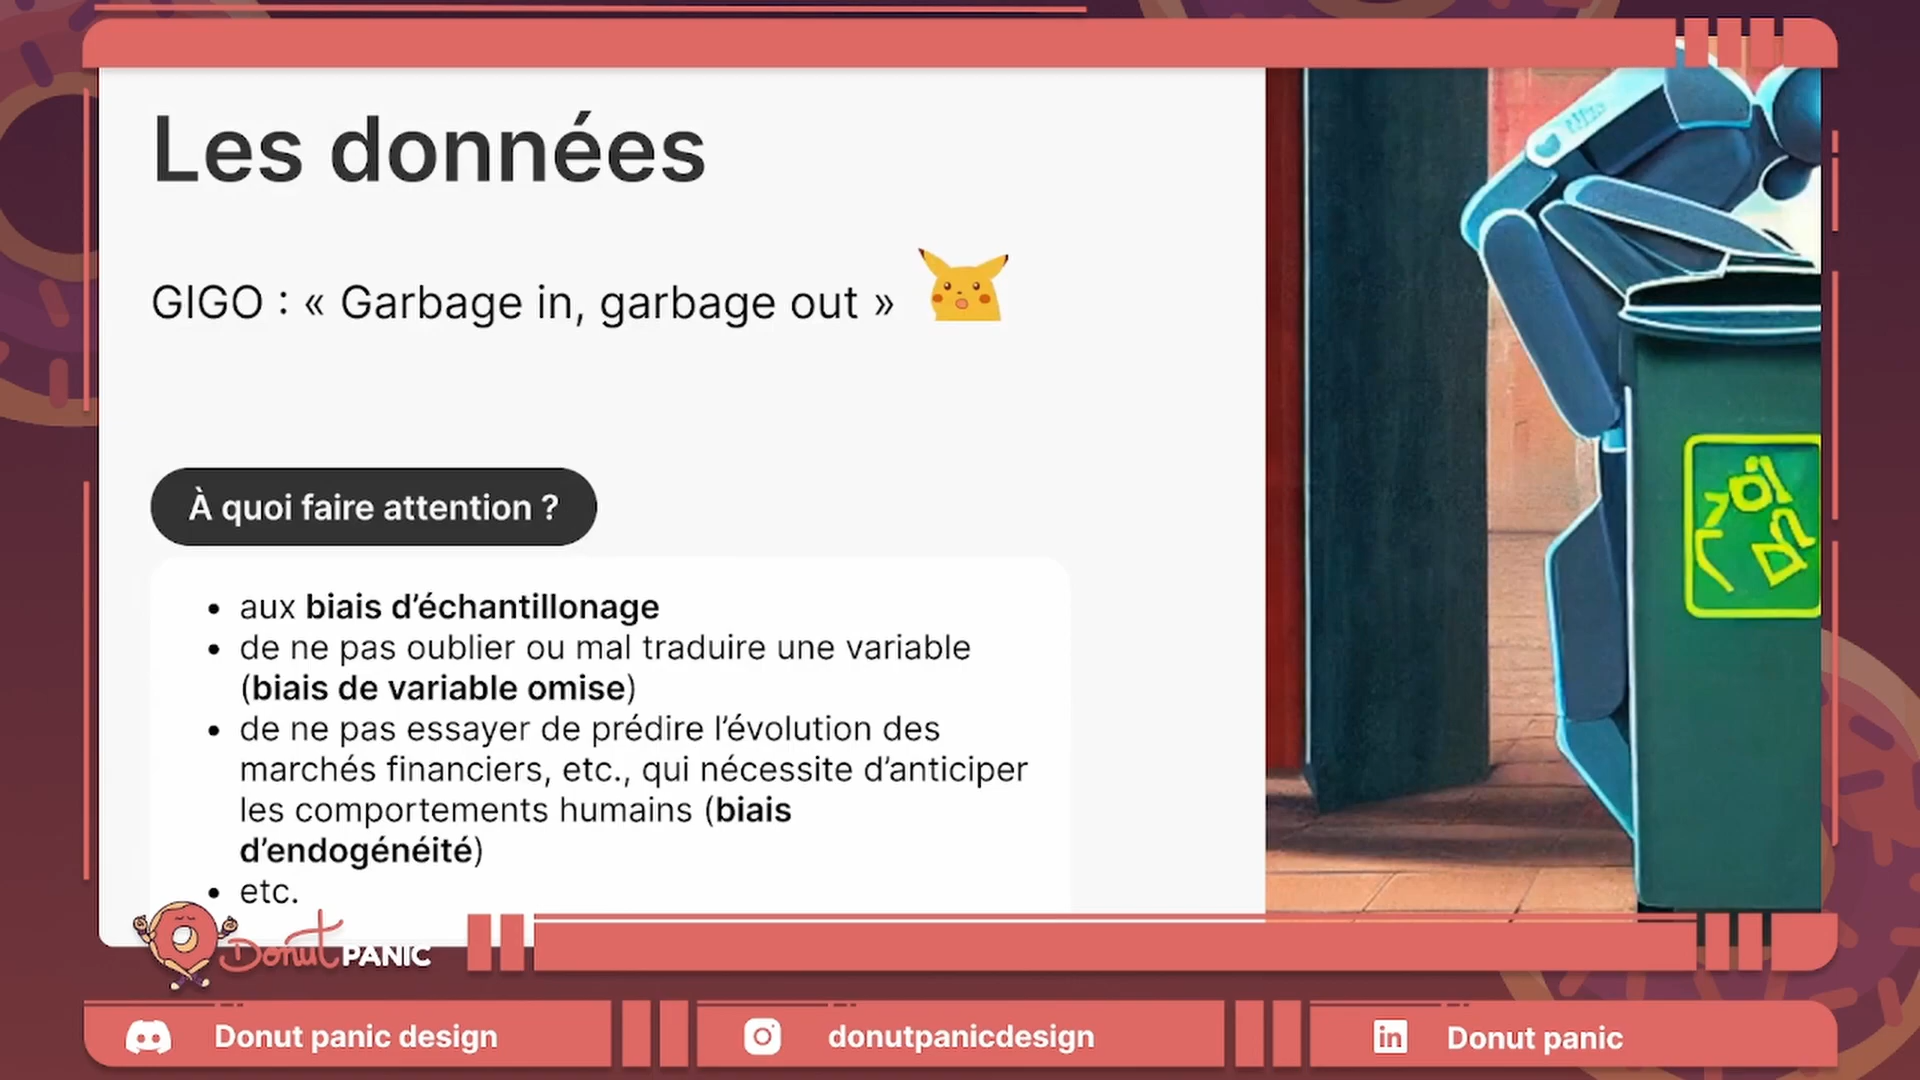 Les données
GIGO : « Garbage in, garbage out »
À quoi faire attention ?
• aux biais d’échantillonage
• de ne pas oublier ou mal traduire une variable
(biais de variable omise)
• de ne pas essayer de prédire l’évolution des
marchés financiers, etc., qui nécessite d’anticiper
les comportements humains (biais
d’endogénéité)
• etc.
Donut PANIC
Donut panic design
donutpanicdesign
in Donut panic